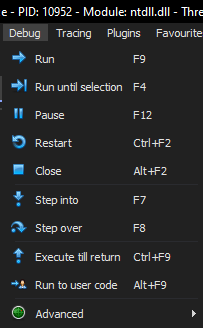 e - PID: 10952 - Module: ntdll.dll - Thre
Debug Tracing Plugins Favourite
Run F9
Run until selection F4
Pause F12
Restart Ctrl+F2
Close Alt+F2
Step into F7
Step over F8
Execute till return Ctrl+F9
Run to user code Alt+F9
Advanced